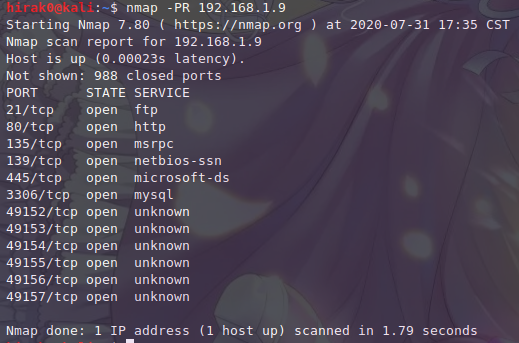 hirak0@kali:~$ nmap -PR 192.168.1.9
Starting Nmap 7.80 ( https://nmap.org ) at 2020-07-31 17:35 CST
Nmap scan report for 192.168.1.9
Host is up (0.00023s latency).
Not shown: 988 closed ports
PORT      STATE SERVICE
21/tcp    open  ftp
80/tcp    open  http
135/tcp   open  msrpc
139/tcp   open  netbios-ssn
445/tcp   open  microsoft-ds
3306/tcp  open  mysql
49152/tcp open  unknown
49153/tcp open  unknown
49154/tcp open  unknown
49155/tcp open  unknown
49156/tcp open  unknown
49157/tcp open  unknown
Nmap done: 1 IP address (1 host up) scanned in 1.79 seconds